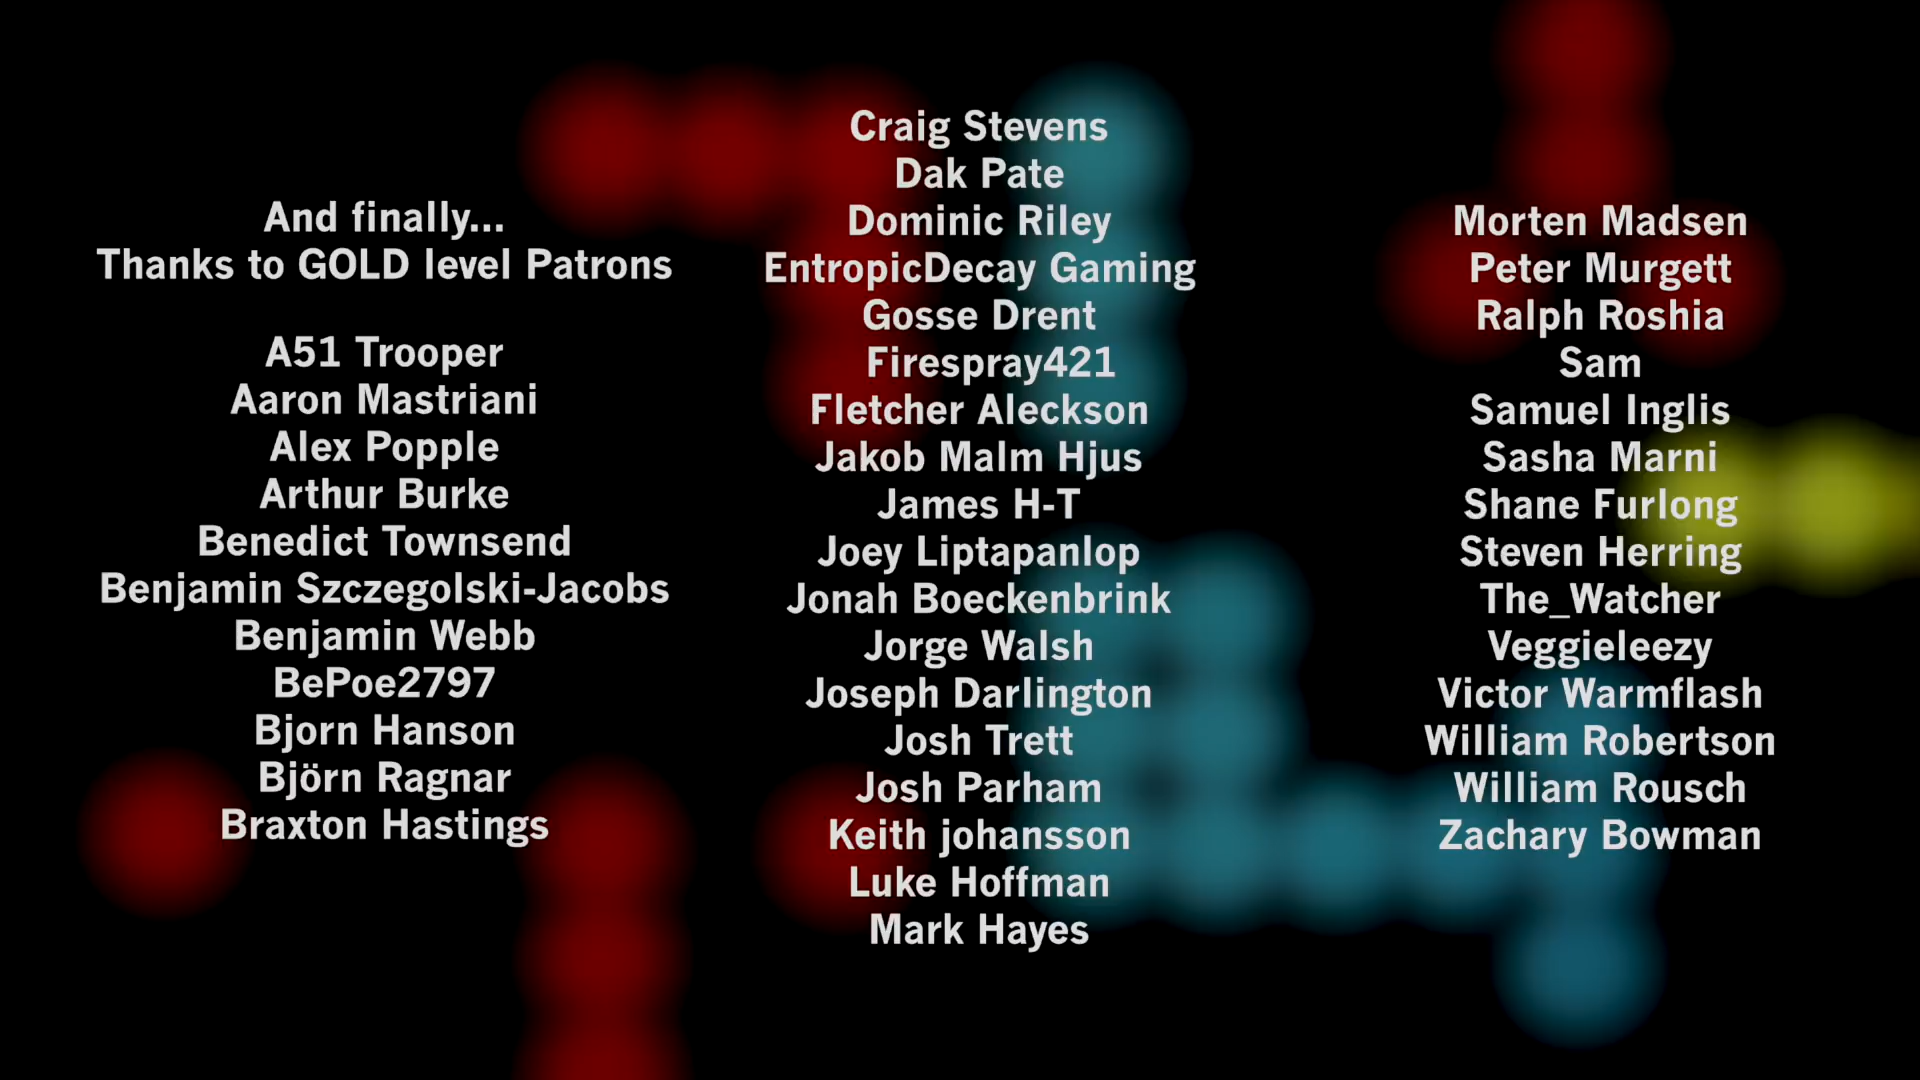 And finally...
Thanks to GOLD level Patrons
A51 Trooper
Aaron Mastriani
Alex Popple
Arthur Burke
Benedict Townsend
Benjamin Szczegolski-Jacobs
Benjamin Webb
BePoe2797
Bjorn Hanson
Björn Ragnar
Braxton Hastings
Craig Stevens
Dak Pate
Dominic Riley
EntropicDecay Gaming
Gosse Drent
Firespray421
Fletcher Aleckson
Jakob Malm Hjus
James H-T
Joey Liptapanlop
Jonah Boeckenbrink
Jorge Walsh
Joseph Darlington
Josh Trett
Josh Parham
Keith johansson
Luke Hoffman
Mark Hayes
Morten Madsen
Peter Murgett
Ralph Roshia
Sam
Samuel Inglis
Sasha Marni
Shane Furlong
Steven Herring
The_Watcher
Veggieleezy
Victor Warmflash
William Robertson
William Rousch
Zachary Bowman